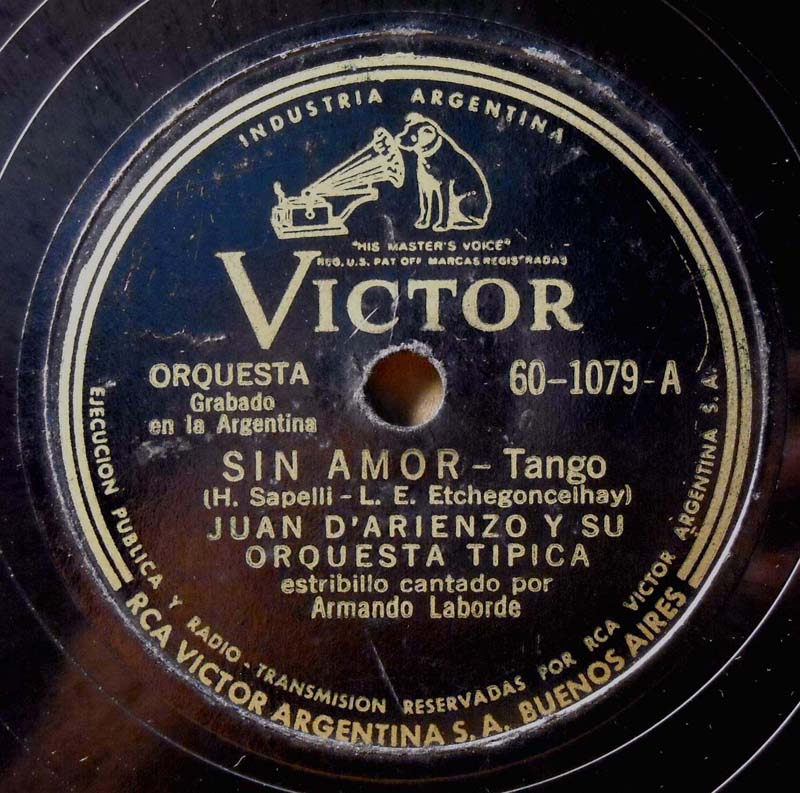 INDUSTRIA ARGENTINA
"HIS MASTER'S VOICE"
REG. U.S. PAT OFF MARCAS REGISTRADAS
VICTOR
ORQUESTA
Grabado
en la Argentina
60-1079-A
SIN AMOR - Tango
(H. Sapelli - L. E. Etchegoncelhay)
JUAN D'ARIENZO Y SU
ORQUESTA TIPICA
estribillo cantado por
Armando Laborde
EJECUCION PUBLICA Y RADIO-TRANSMISION RESERVADAS POR RCA VICTOR ARGENTINA S. A.
RCA VICTOR ARGENTINA S. A. BUENOS AIRES